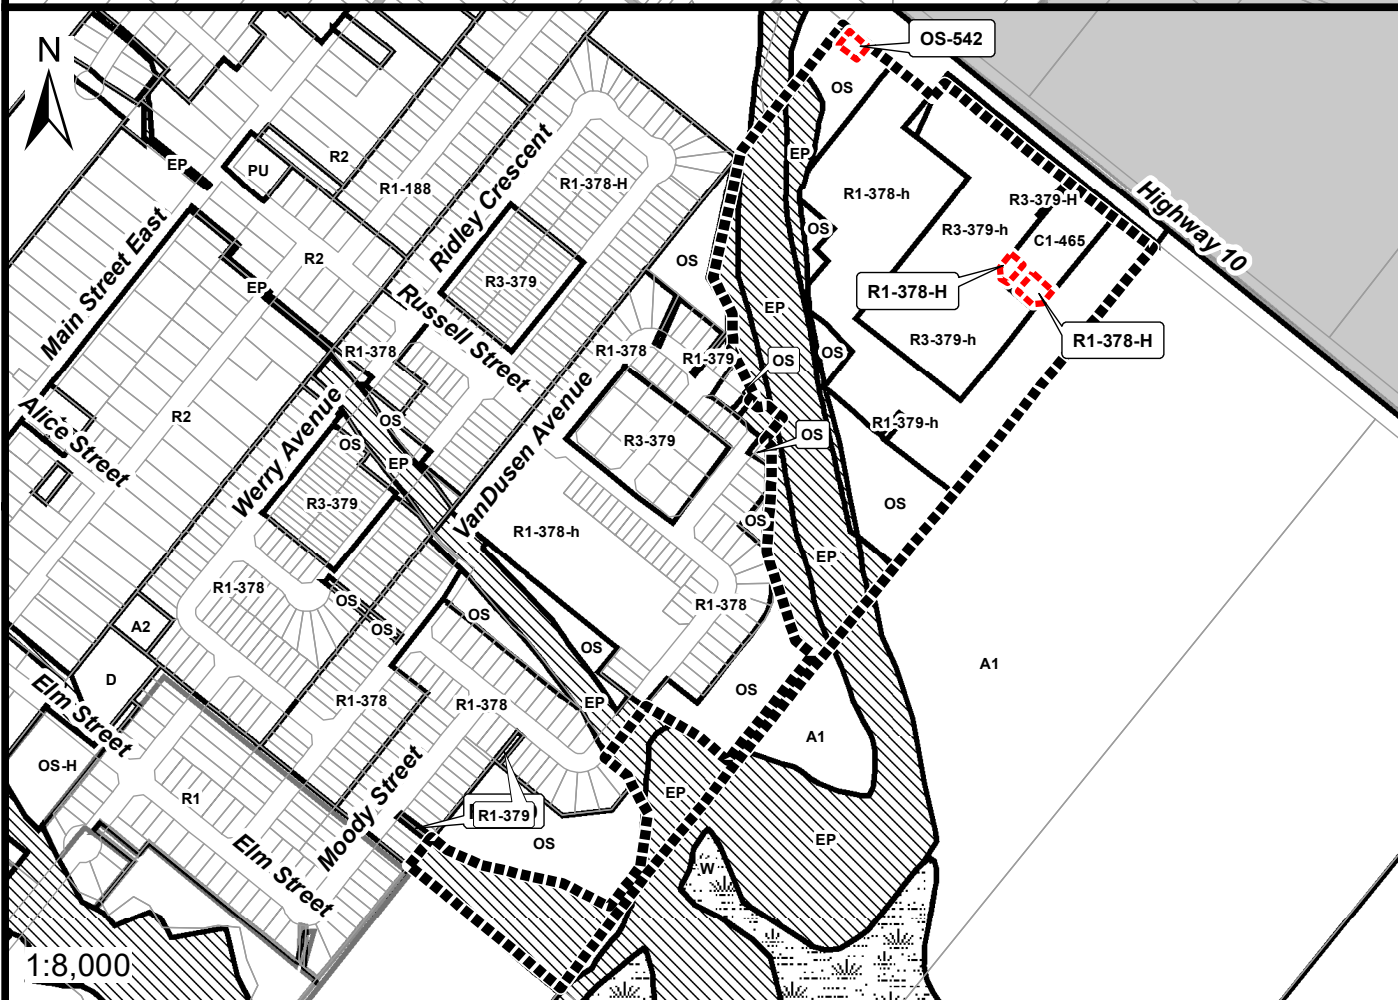 N
OS-542
OS
EP
EP
PU
R2
R1-188
Ridley Crescent
R1-378-H
R1-378-h
R3-379-H
Highway 10
Main Street East
R2
OS
R3-379-h
C1-465
OS
R3-379
EP
R1-378-H
EP
Russell Street
R1-378-H
R1-378
R1-378
R1-379
OS
OS
R3-379-h
Alice Street
R2
Werry Avenue
OS
OS
VanDusen Avenue
R3-379
OS
R1-379-h
EP
R3-379
R1-378-h
OS
OS
EP
R1-378
OS
OS
OS
R1-378
A2
OS
A1
D
Elm Street
R1-378
R1-378
EP
OS
A1
OS-H
R1
Moody Street
R1-379
EP
EP
OS
Elm Street
W
1:8,000